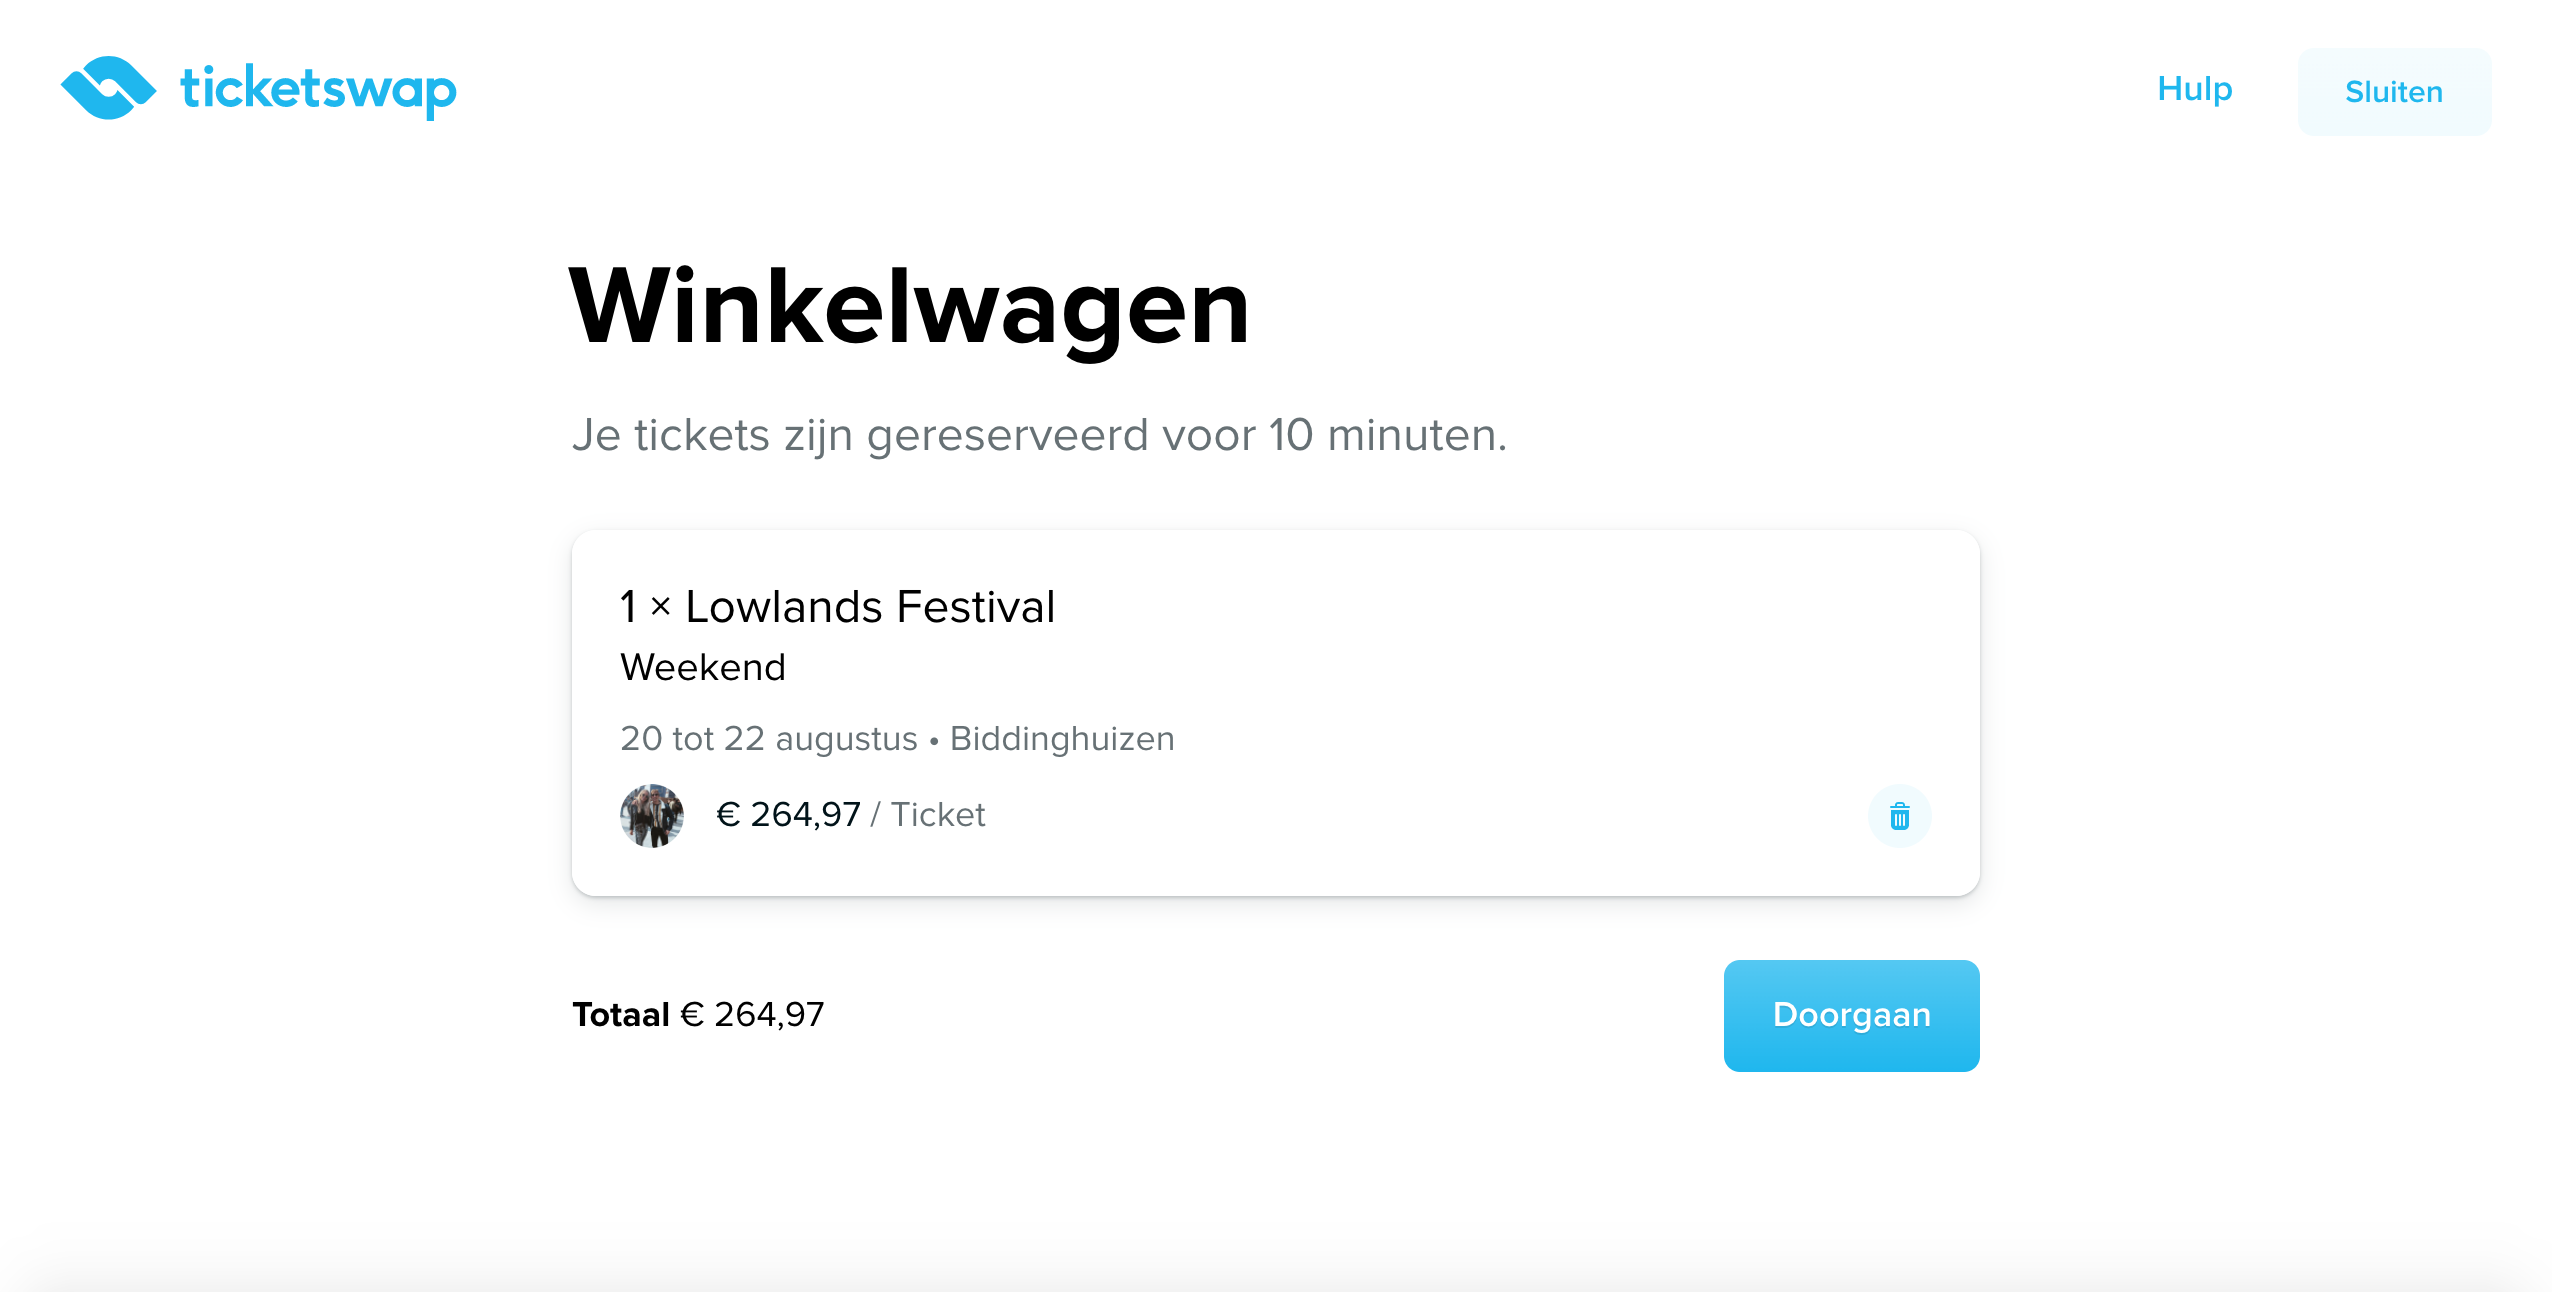 ticketswap
Hulp
Sluiten
Winkelwagen
Je tickets zijn gereserveerd voor 10 minuten.
1 × Lowlands Festival
Weekend
20 tot 22 augustus • Biddinghuizen
€ 264,97 / Ticket
Totaal € 264,97
Doorgaan